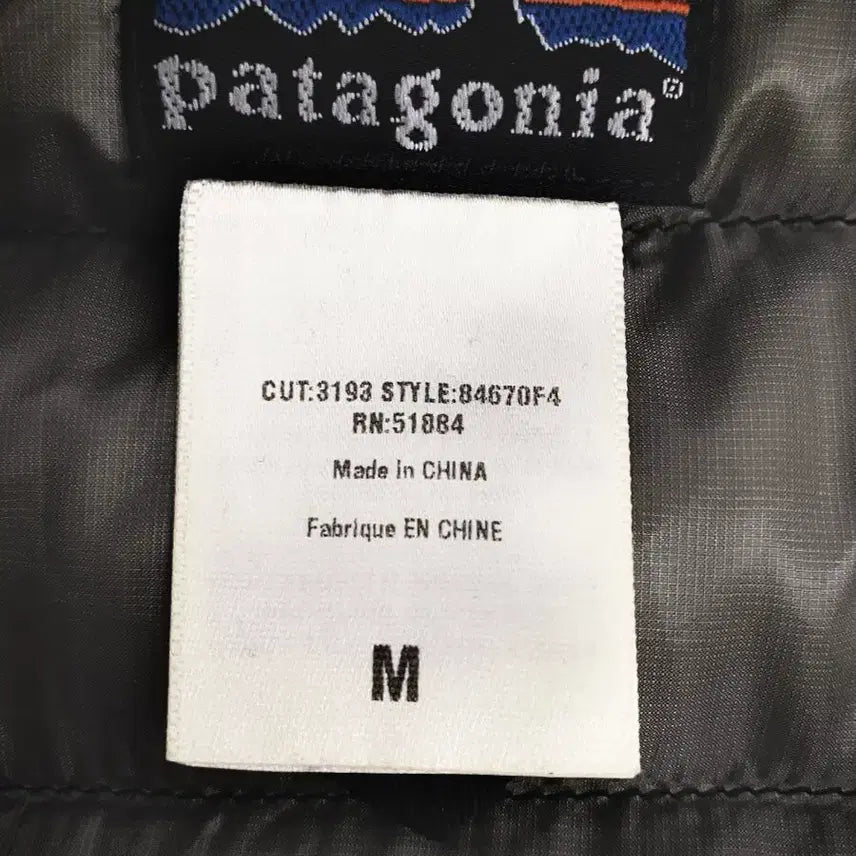 patagonia®
CUT:3193 STYLE:84670F4
RN:51884
Made in CHINA
Fabrique EN CHINE
M